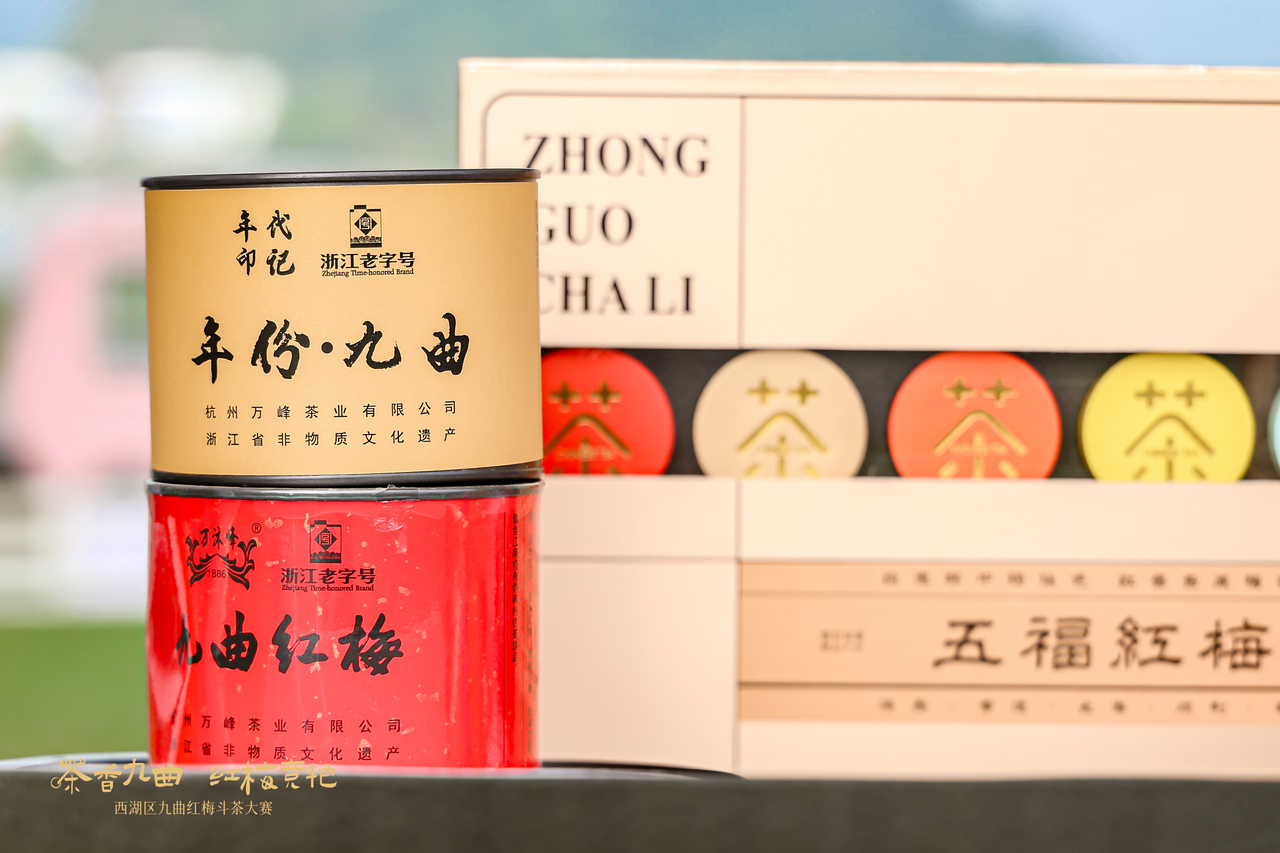 ZHONG
GUO
CHA LI
年代
印记
浙江老字号
Zhejiang Time-honored Brand
年份·九曲
杭州万峰茶业有限公司
浙江省非物质文化遗产
茶 茶 茶 茶
万沐峰®
1886
浙江老字号
Zhejiang Time-honored Brand
九曲红梅
州万峰茶业有限公司
江省非物质文化遗产
五福紅梅
茶香九曲 红梅竞艳
西湖区九曲红梅斗茶大赛